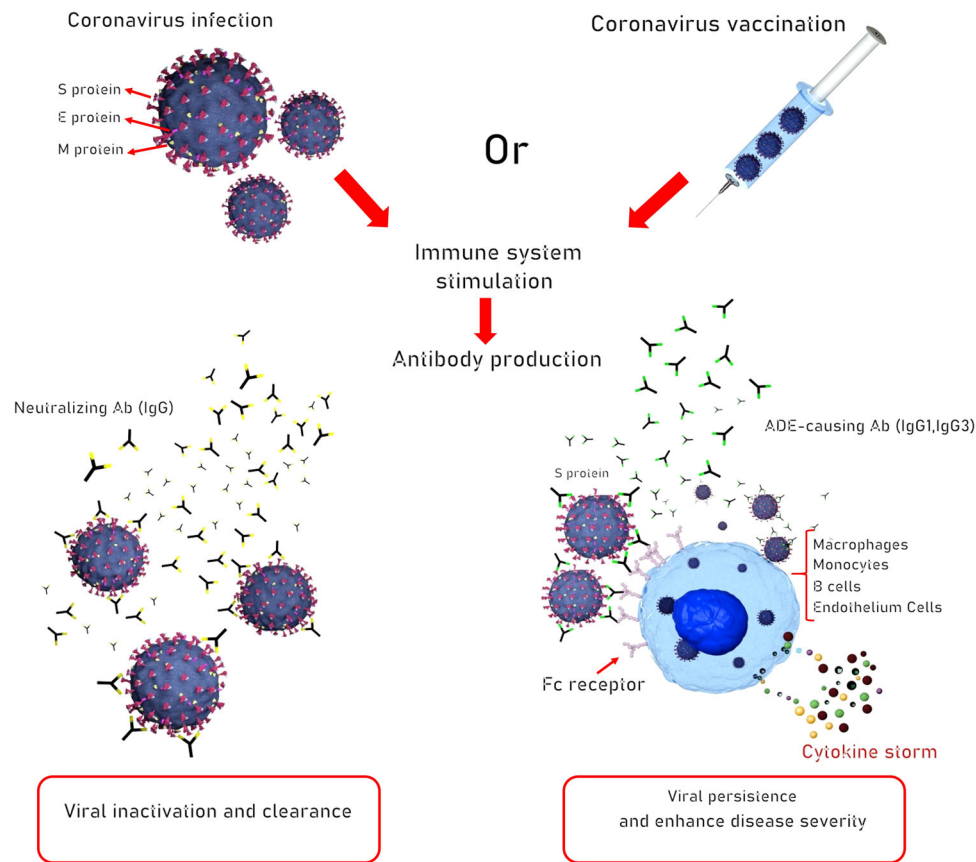 Coronavirus infection
Coronavirus vaccination
S protein
E protein
M protein
Or
Immune system
stimulation
Antibody production
Neutralizing Ab (IgG)
ADE-causing Ab (IgG1,IgG3)
S protein
Macrophages
Monocytes
B cells
Endothelium Cells
Fc receptor
Cytokine storm
Viral inactivation and clearance
Viral persistence
and enhance disease severity